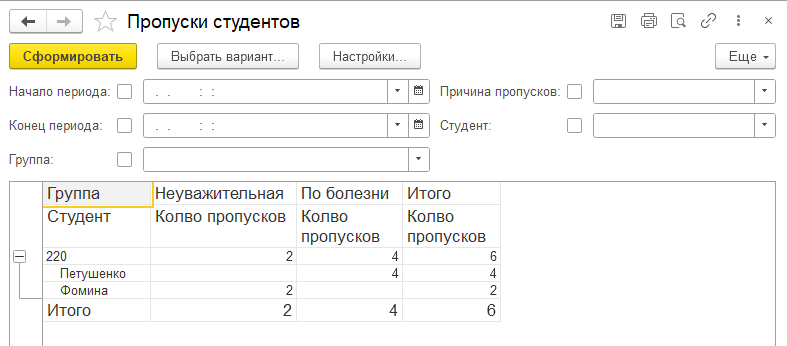 Пропуски студентов
Сформировать Выбрать вариант... Настройки... Еще
Начало периода: . . : : Причина пропусков:
Конец периода: . . : : Студент:
Группа:
Группа Неуважительная По болезни Итого
Студент Колво пропусков Колво пропусков Колво пропусков
220 2 4 6
Петушенко 4 4
Фомина 2 2
Итого 2 4 6